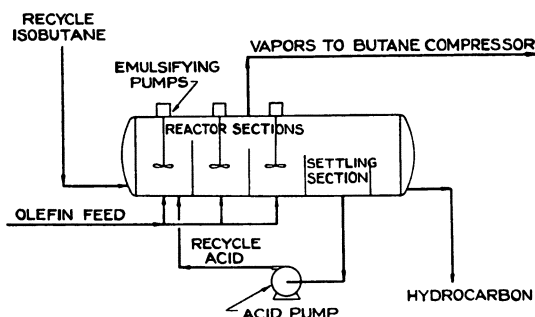 RECYCLE
ISOBUTANE
VAPORS TO BUTANE COMPRESSOR
EMULSIFYING
PUMPS
REACTOR SECTIONS
SETTLING
SECTION
OLEFIN FEED
RECYCLE
ACID
ACID PUMP
HYDROCARBON